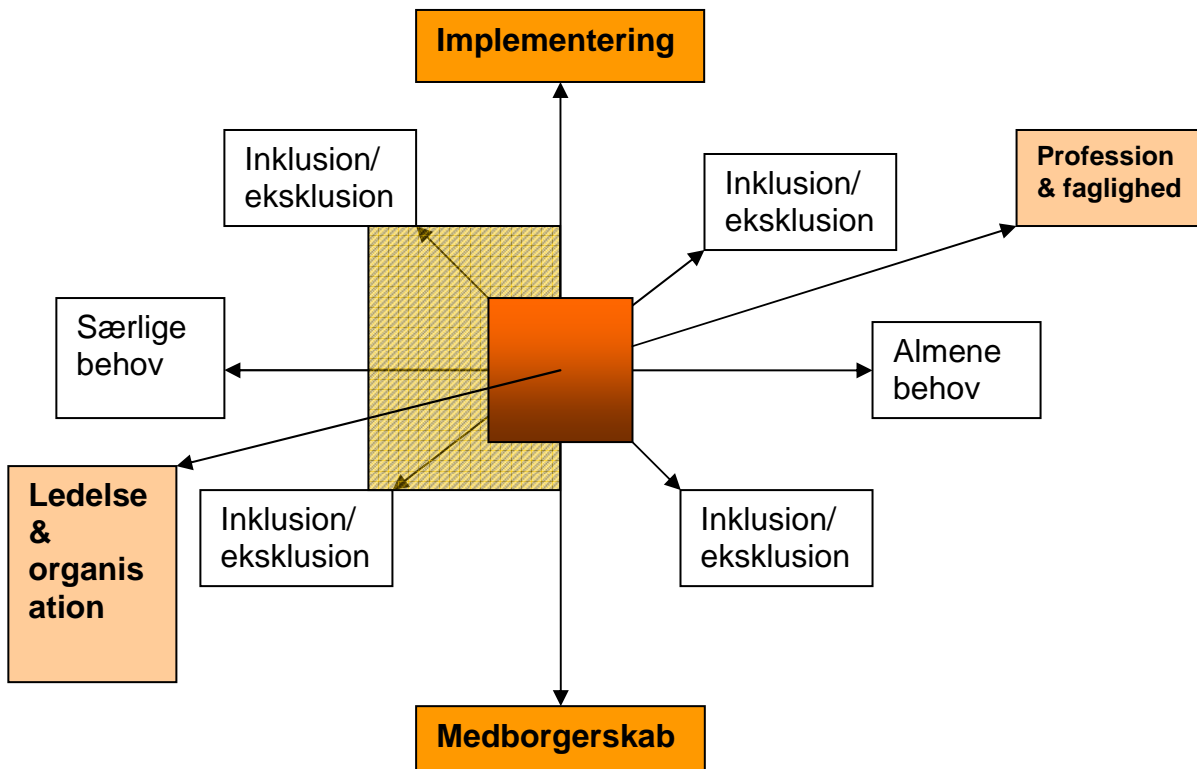 Implementering
Inklusion/
eksklusion
Inklusion/
eksklusion
Profession
& faglighed
Særlige
behov
Almene
behov
Ledelse
&
organis
ation
Inklusion/
eksklusion
Inklusion/
eksklusion
Medborgerskab